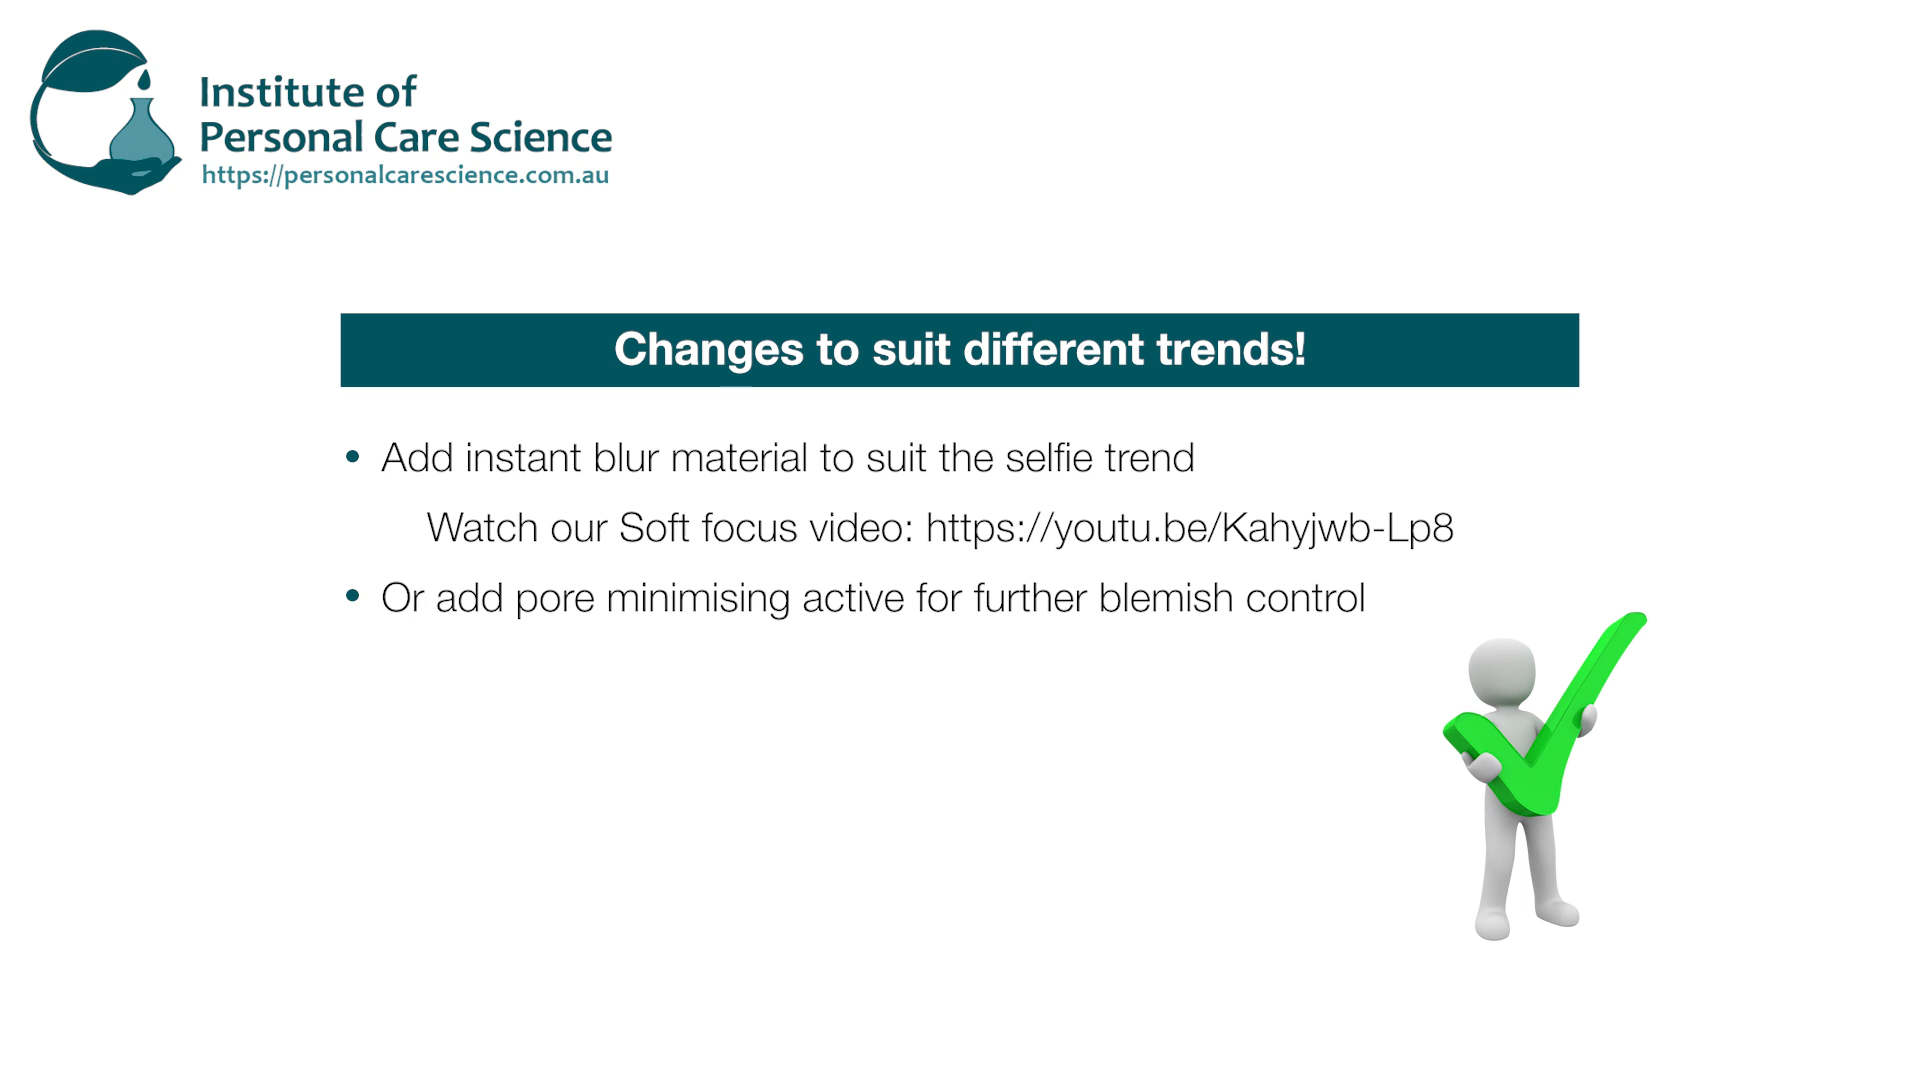 Institute of
Personal Care Science
https://personalcarescience.com.au
Changes to suit different trends!
• Add instant blur material to suit the selfie trend
Watch our Soft focus video: https://youtu.be/Kahyjwb-Lp8
• Or add pore minimising active for further blemish control